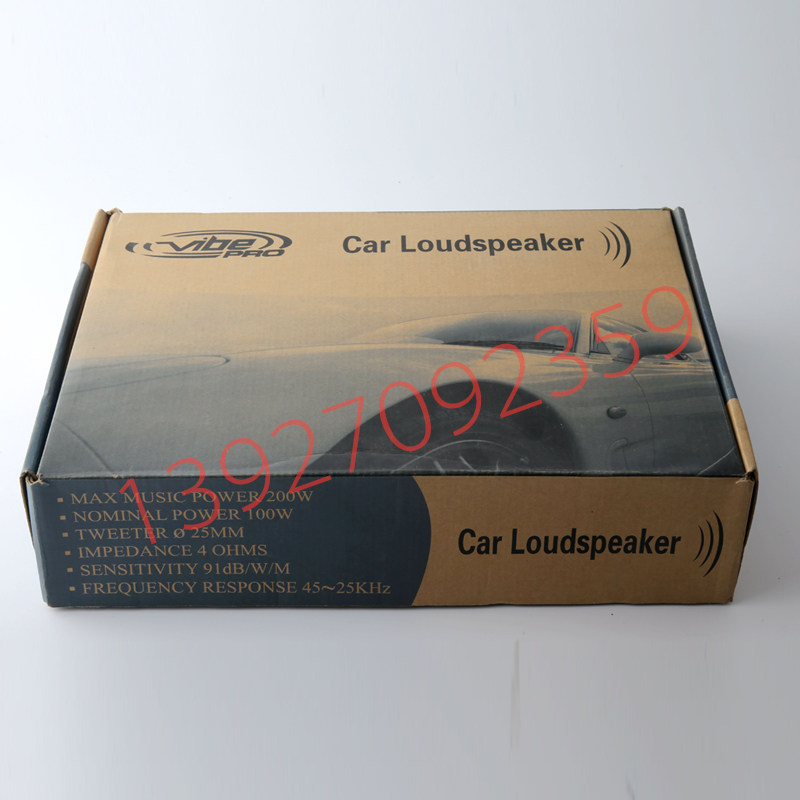 vibe
PRO
Car Loudspeaker
13927092359
▪ MAX MUSIC POWER 200W
▪ NOMINAL POWER 100W
▪ TWEETER Ø 25MM
▪ IMPEDANCE 4 OHMS
▪ SENSITIVITY 91dB/W/M
▪ FREQUENCY RESPONSE 45~25KHz
Car Loudspeaker